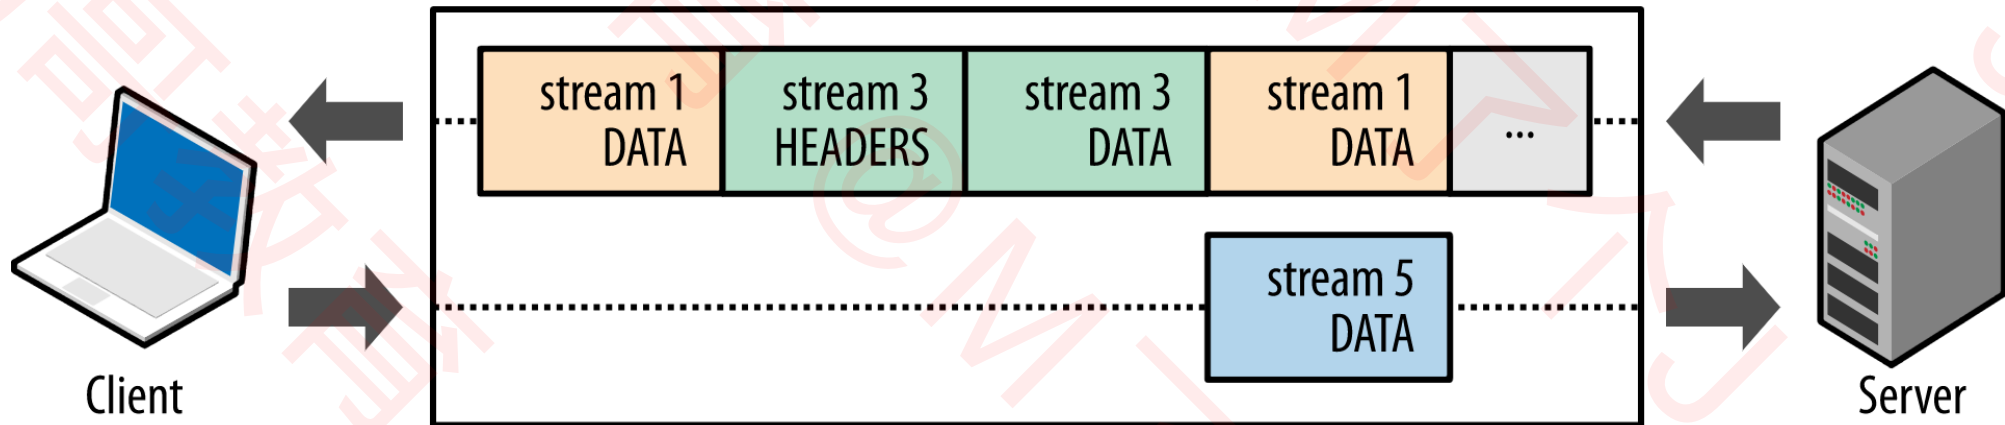 stream 1
DATA
stream 3
HEADERS
stream 3
DATA
stream 1
DATA
...
stream 5
DATA
Client
Server